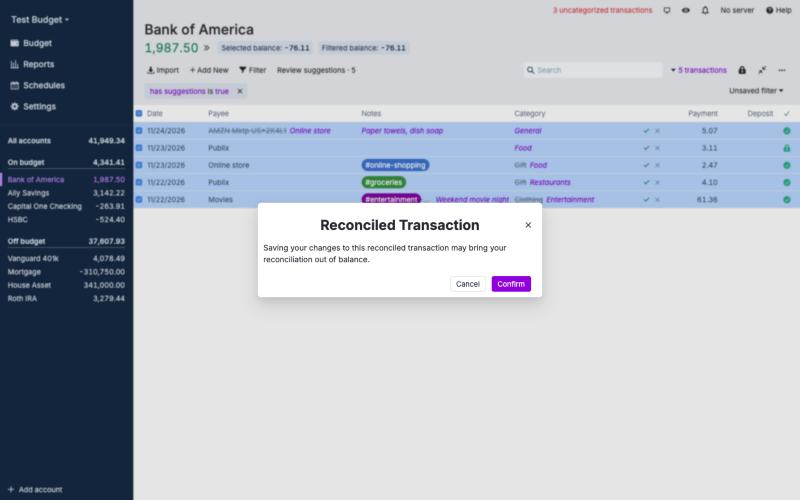 Test Budget
Budget
Reports
Schedules
Settings
All accounts 41,949.34
On budget 4,341.41
Bank of America 1,987.50
Ally Savings 3,142.22
Capital One Checking -263.91
HSBC -524.40
Off budget 37,607.93
Vanguard 401k 4,078.49
Mortgage -310,750.00
House Asset 341,000.00
Roth IRA 3,279.44
+ Add account
3 uncategorized transactions No server Help
Bank of America
1,987.50 » Selected balance: -76.11 Filtered balance: -76.11
Import + Add New Filter Review suggestions · 5 Search 5 transactions
has suggestions is true × Unsaved filter
Date Payee Notes Category Payment Deposit
11/24/2026 AMZN Mktp US*2K4L1 Online store Paper towels, dish soap General 5.07
11/23/2026 Publix Food 3.11
11/23/2026 Online store #online-shopping Gift Food 2.47
11/22/2026 Publix #groceries Gift Restaurants 4.10
11/22/2026 Movies #entertainment ... Weekend movie night Clothing Entertainment 61.36
Reconciled Transaction
Saving your changes to this reconciled transaction may bring your
reconciliation out of balance.
Cancel Confirm